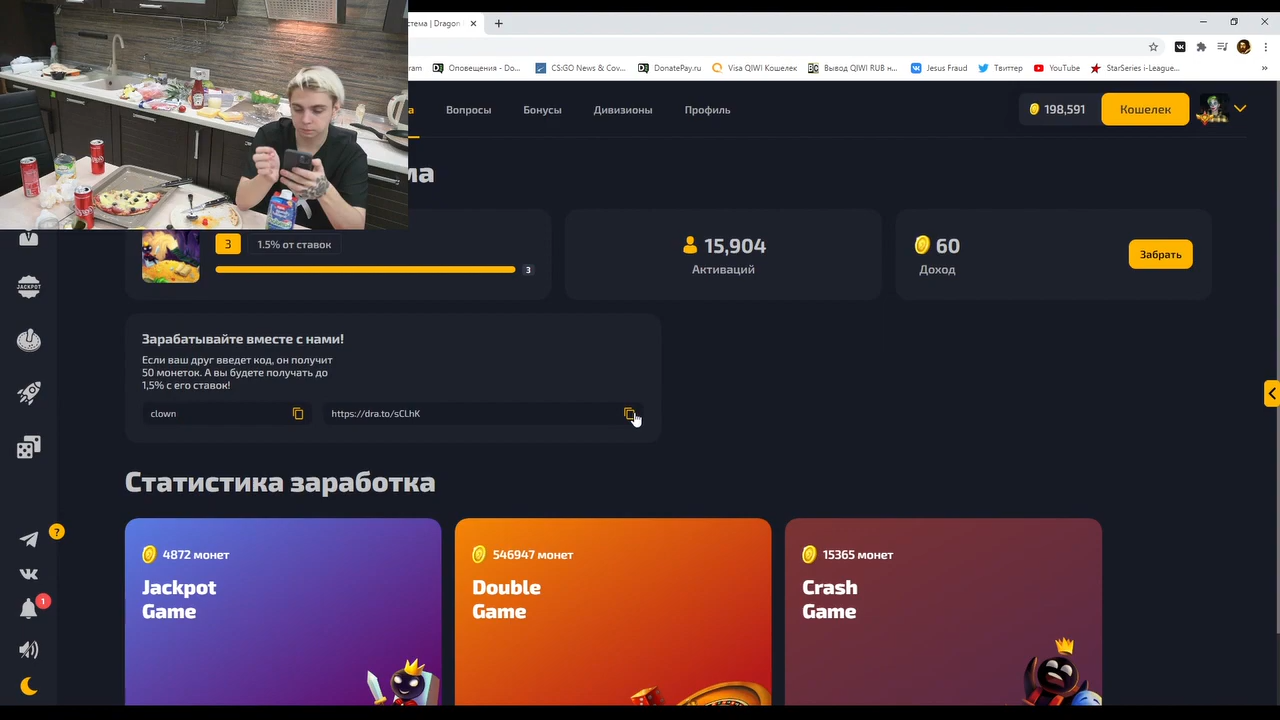 стема | Dragon
ram
Оповещения - Do...
CS:GO News & Cov...
DonatePay.ru
Visa QIWI Кошелек
Вывод QIWI RUB н...
Jesus Fraud
Твиттер
YouTube
StarSeries i-League...
а
Вопросы
Бонусы
Дивизионы
Профиль
198,591
Кошелек
ма
3
1.5% от ставок
3
15,904
Активаций
60
Доход
Забрать
JACKPOT
Зарабатывайте вместе с нами!
Если ваш друг введет код, он получит
50 монеток. А вы будете получать до
1,5% с его ставок!
clown
https://dra.to/sCLhK
Статистика заработка
?
1
4872 монет
Jackpot
Game
546947 монет
Double
Game
15365 монет
Crash
Game